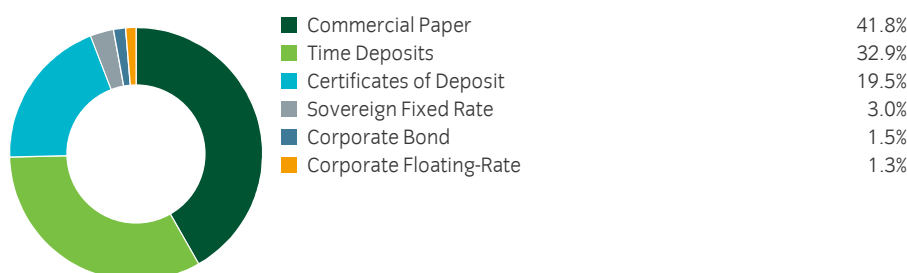 Commercial Paper 41.8%
Time Deposits 32.9%
Certificates of Deposit 19.5%
Sovereign Fixed Rate 3.0%
Corporate Bond 1.5%
Corporate Floating-Rate 1.3%